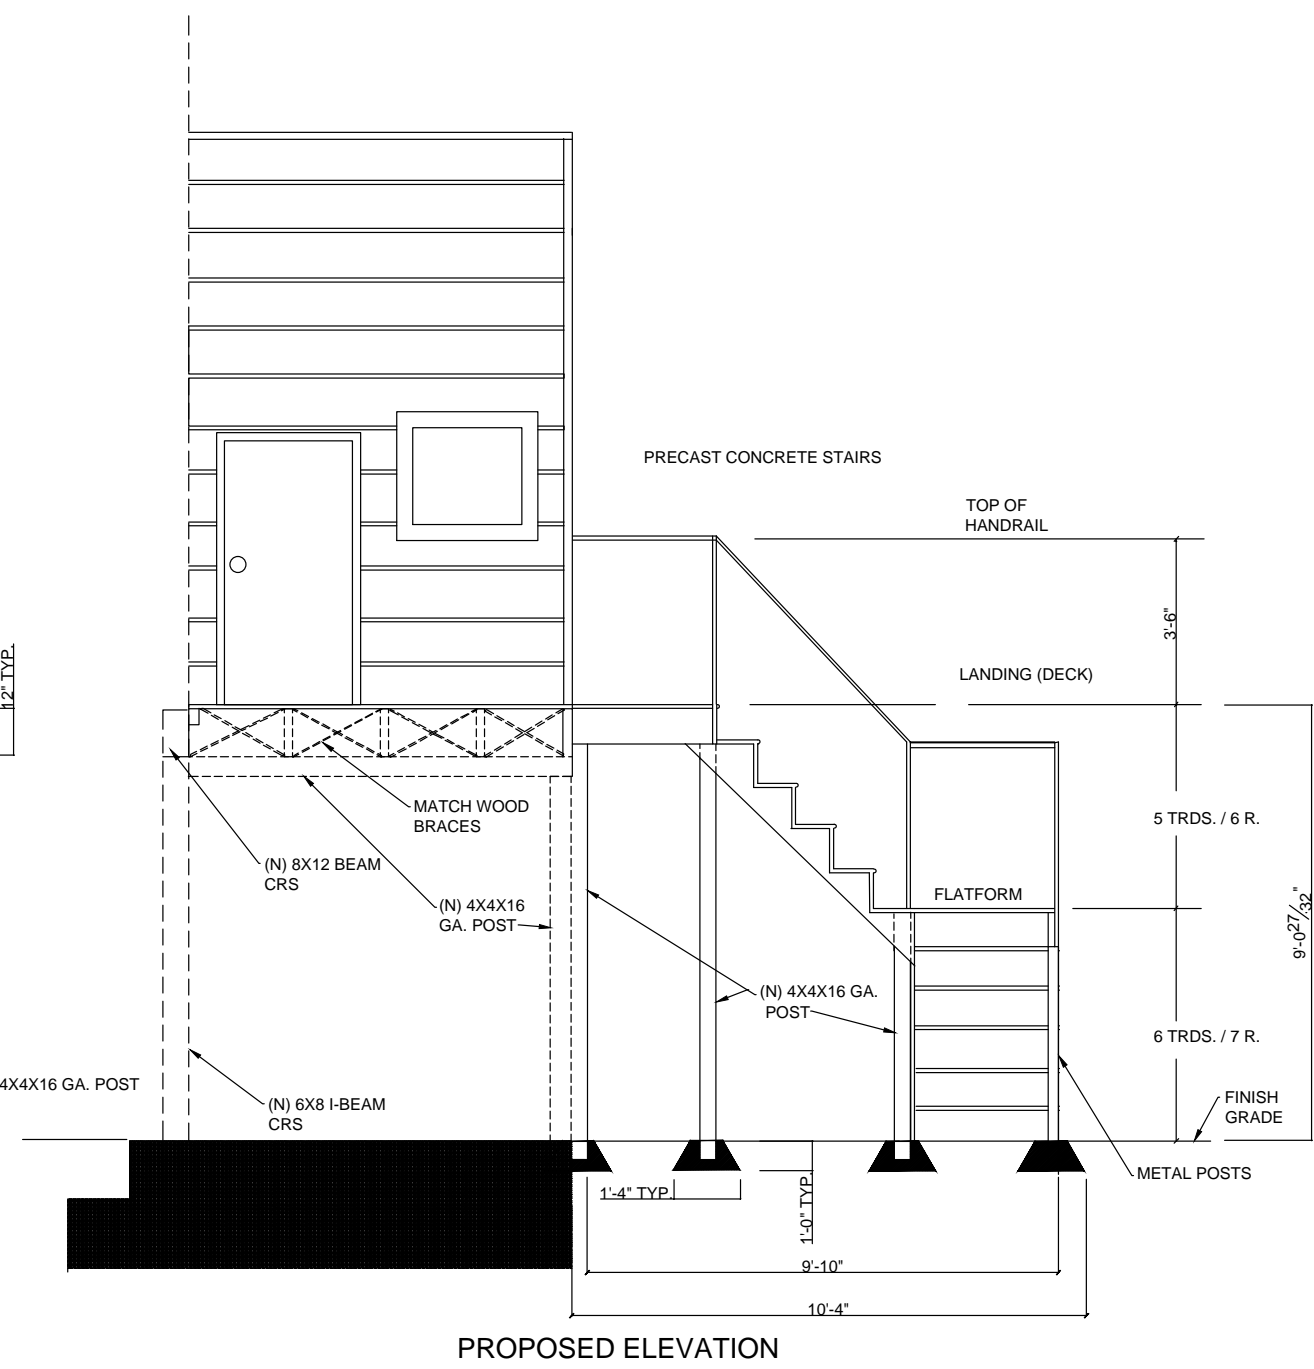 PRECAST CONCRETE STAIRS
TOP OF
HANDRAIL
3'-6"
12" TYP.
LANDING (DECK)
MATCH WOOD
BRACES
5 TRDS. / 6 R.
(N) 8X12 BEAM
CRS
(N) 4X4X16
GA. POST
FLATFORM
9'-0 27/32"
(N) 4X4X16 GA.
POST
6 TRDS. / 7 R.
4X4X16 GA. POST
(N) 6X8 I-BEAM
CRS
FINISH
GRADE
METAL POSTS
1'-4" TYP.
1'-0" TYP.
9'-10"
10'-4"
PROPOSED ELEVATION